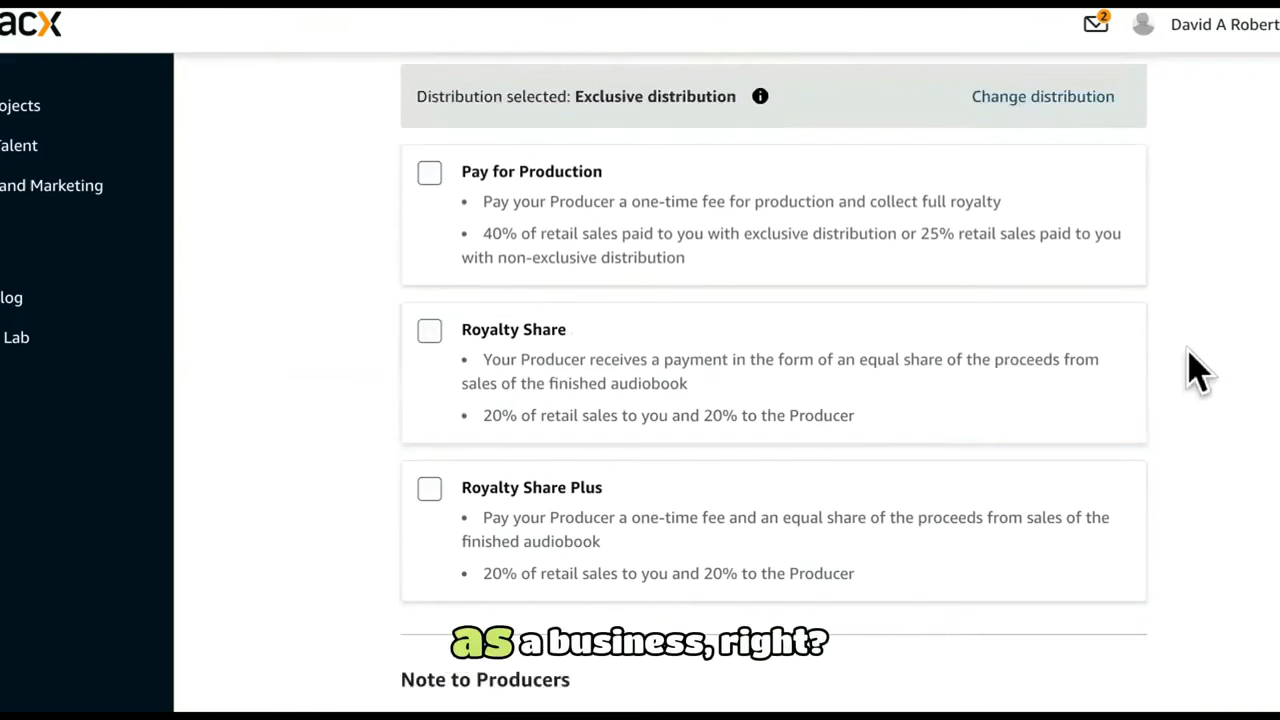 acx
2
David A Robert
ojects
Talent
and Marketing
log
Lab
Distribution selected: Exclusive distribution
Change distribution
Pay for Production
• Pay your Producer a one-time fee for production and collect full royalty
• 40% of retail sales paid to you with exclusive distribution or 25% retail sales paid to you
with non-exclusive distribution
Royalty Share
• Your Producer receives a payment in the form of an equal share of the proceeds from
sales of the finished audiobook
• 20% of retail sales to you and 20% to the Producer
Royalty Share Plus
• Pay your Producer a one-time fee and an equal share of the proceeds from sales of the
finished audiobook
• 20% of retail sales to you and 20% to the Producer
as a business, right?
Note to Producers